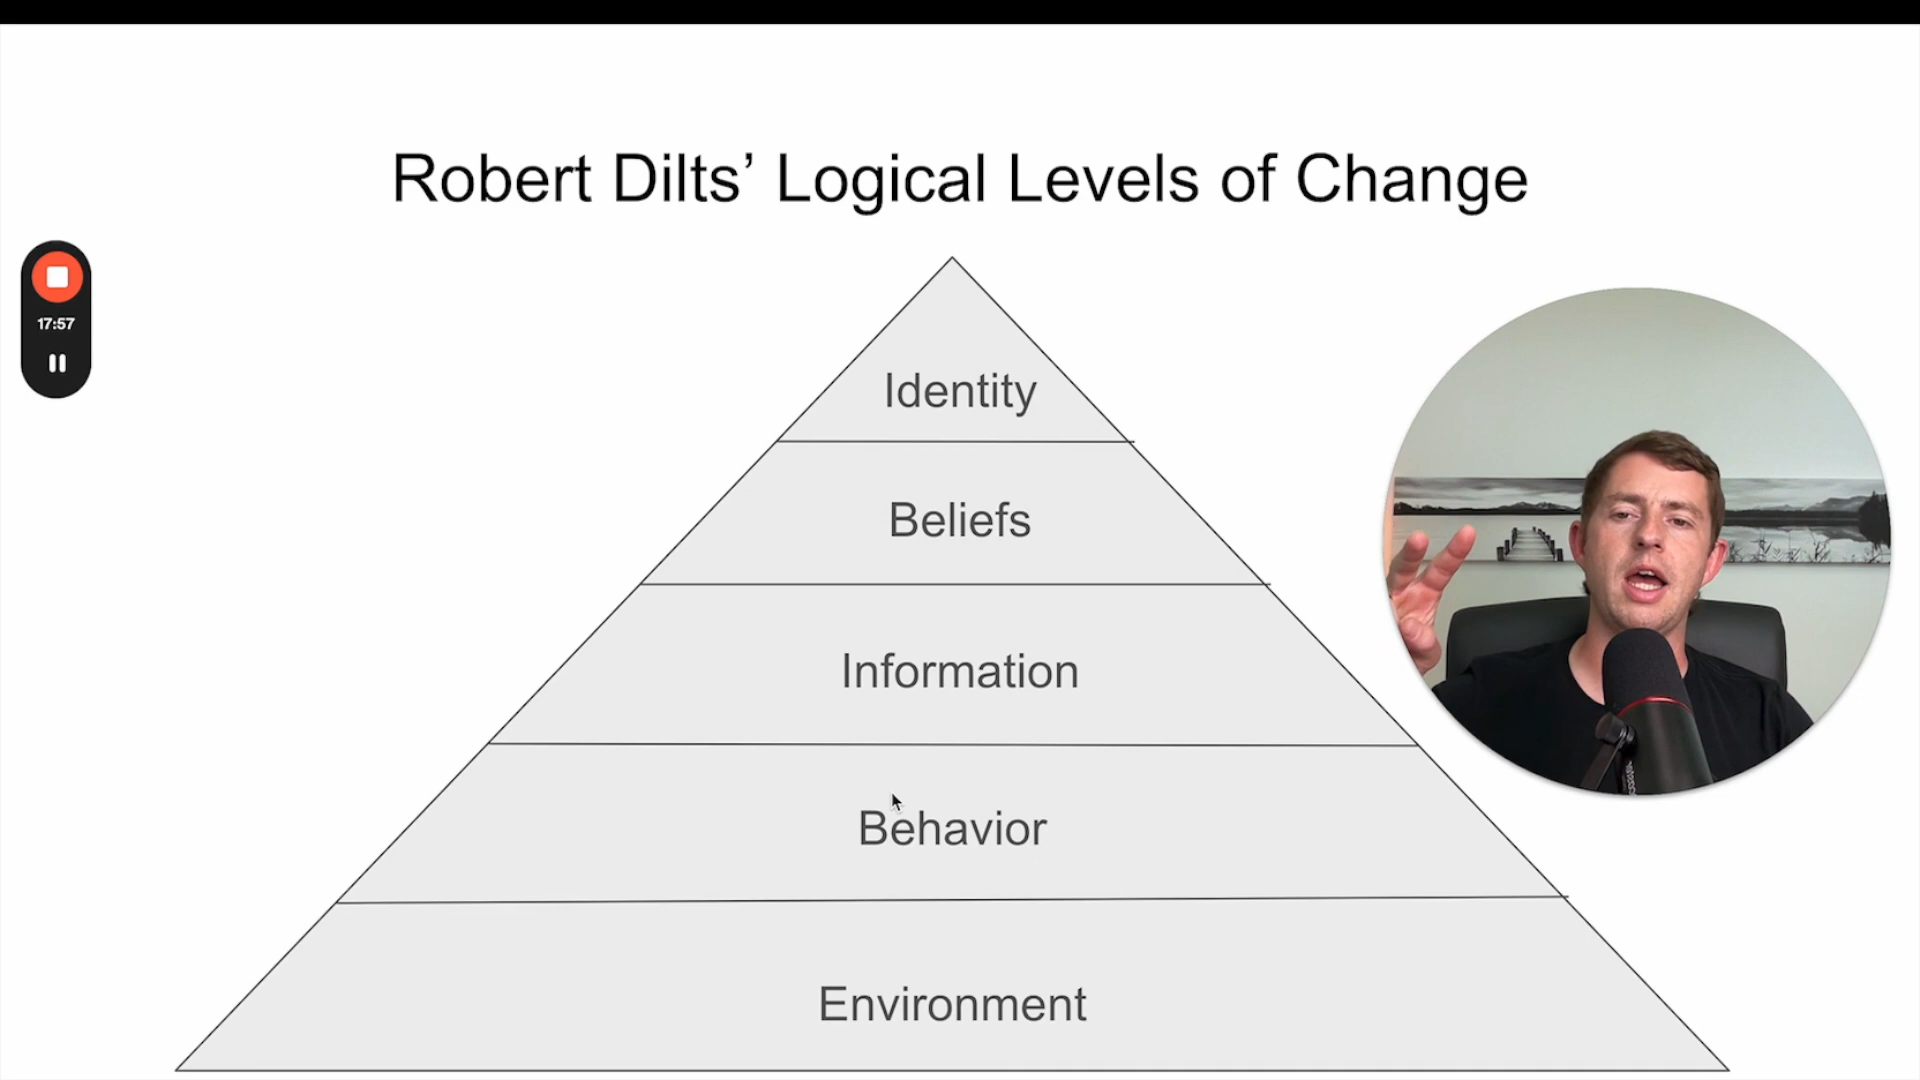 Robert Dilts’ Logical Levels of Change
17:57
Identity
Beliefs
Information
Behavior
Environment